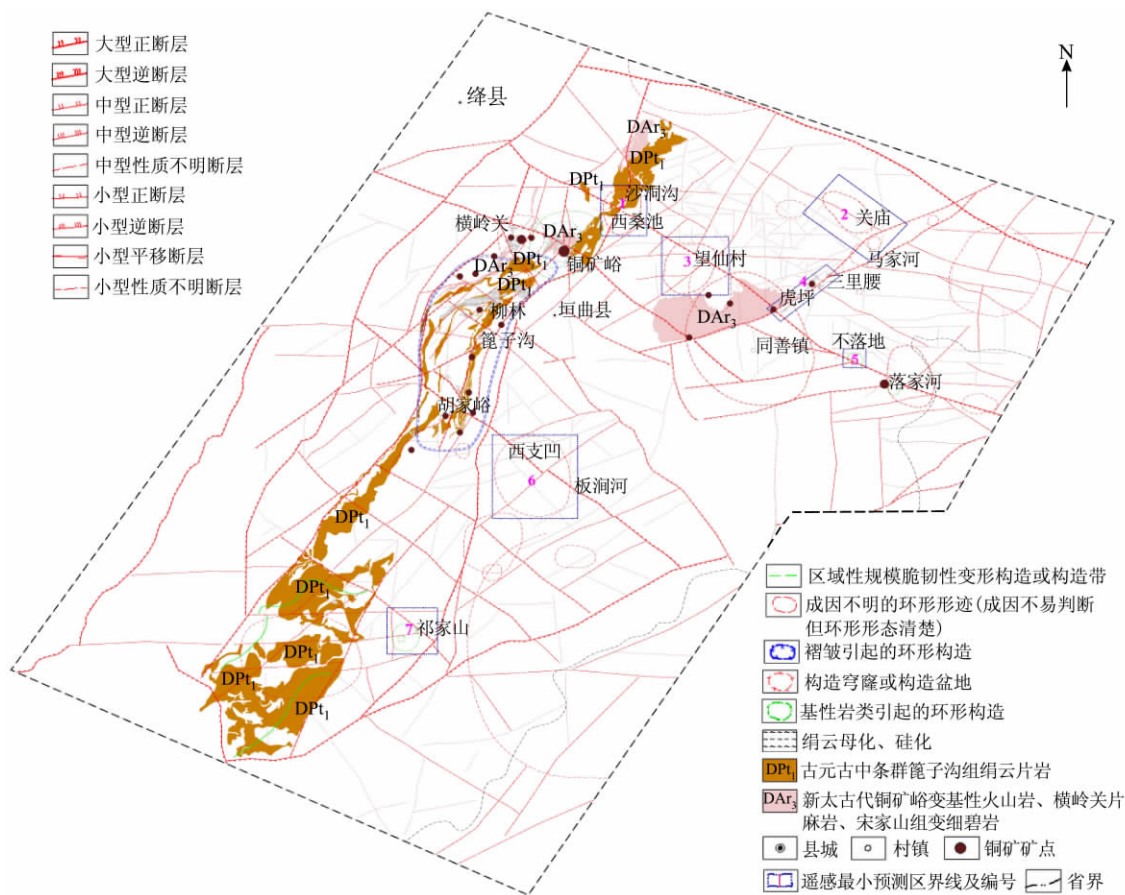 大型正断层
大型逆断层
中型正断层
中型逆断层
中型性质不明断层
小型正断层
小型逆断层
小型平移断层
小型性质不明断层
N
绛县
DAr3
DPt1
DPt1
沙洞沟
1
西桑池
2
关庙
横岭关
DAr3
铜矿峪
DPt1
DAr3
3
望仙村
马家河
4
三里腰
DPt1
柳林
垣曲县
虎坪
DAr3
篦子沟
同善镇
不落地
5
落家河
胡家峪
西支凹
6
板涧河
DPt1
DPt1
7
祁家山
DPt1
DPt1
DPt1
区域性规模脆韧性变形构造或构造带
成因不明的环形形迹(成因不易判断
但环形形态清楚)
褶皱引起的环形构造
构造穹窿或构造盆地
基性岩类引起的环形构造
绢云母化、硅化
DPt1 古元古中条群篦子沟组绢云片岩
DAr3 新太古代铜矿峪变基性火山岩、横岭关片
麻岩、宋家山组变细碧岩
县城 村镇 铜矿矿点
遥感最小预测区界线及编号 省界